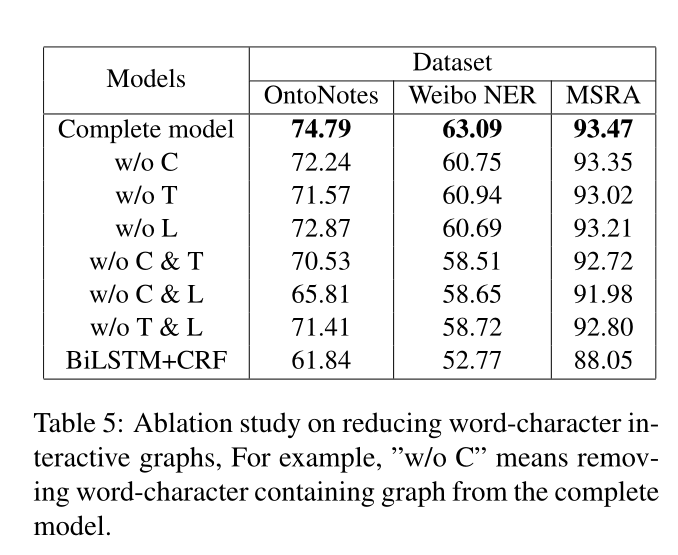 Models Dataset
OntoNotes Weibo NER MSRA
Complete model 74.79 63.09 93.47
w/o C 72.24 60.75 93.35
w/o T 71.57 60.94 93.02
w/o L 72.87 60.69 93.21
w/o C & T 70.53 58.51 92.72
w/o C & L 65.81 58.65 91.98
w/o T & L 71.41 58.72 92.80
BiLSTM+CRF 61.84 52.77 88.05
Table 5: Ablation study on reducing word-character in-
teractive graphs, For example, ”w/o C” means remov-
ing word-character containing graph from the complete
model.